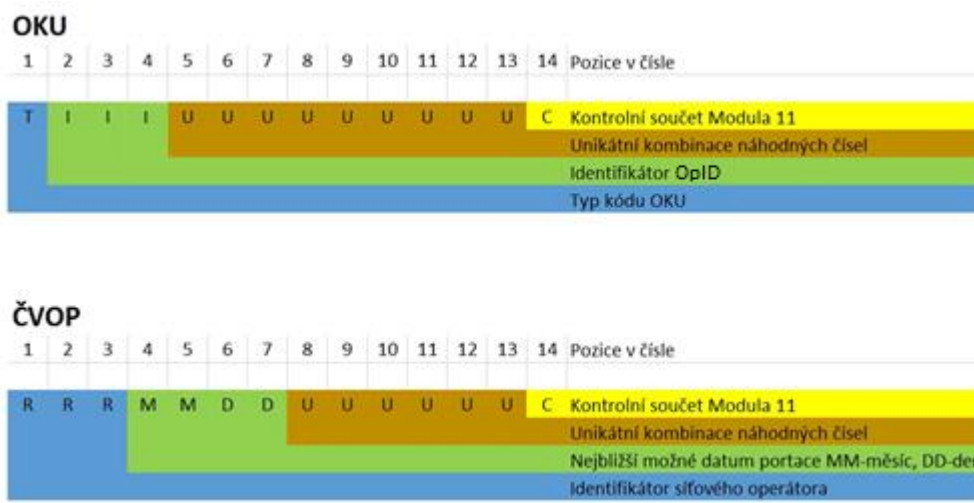 OKU
1 2 3 4 5 6 7 8 9 10 11 12 13 14 Pozice v čísle
T I I I U U U U U U U U U C Kontrolní součet Modula 11
Unikátní kombinace náhodných čísel
Identifikátor OpID
Typ kódu OKU
ČVOP
1 2 3 4 5 6 7 8 9 10 11 12 13 14 Pozice v čísle
R R R M M D D U U U U U U C Kontrolní součet Modula 11
Unikátní kombinace náhodných čísel
Nejbližší možné datum portace MM-měsíc, DD-de
Identifikátor síťového operátora